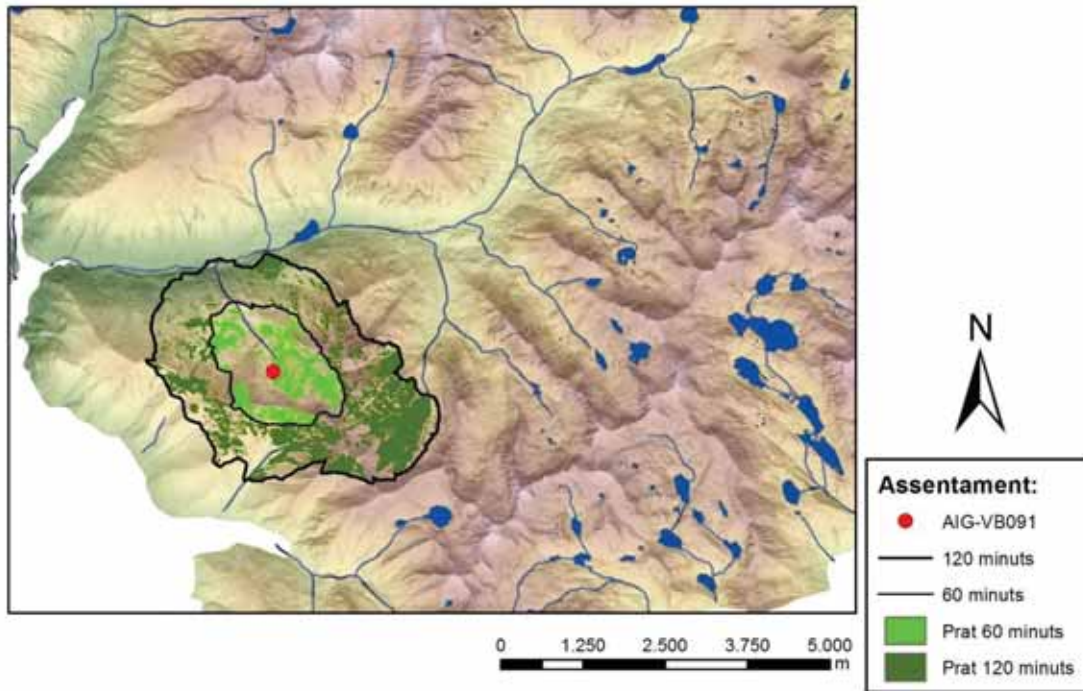 N
Assentament:
AIG-VB091
120 minuts
60 minuts
Prat 60 minuts
Prat 120 minuts
0 1.250 2.500 3.750 5.000
m